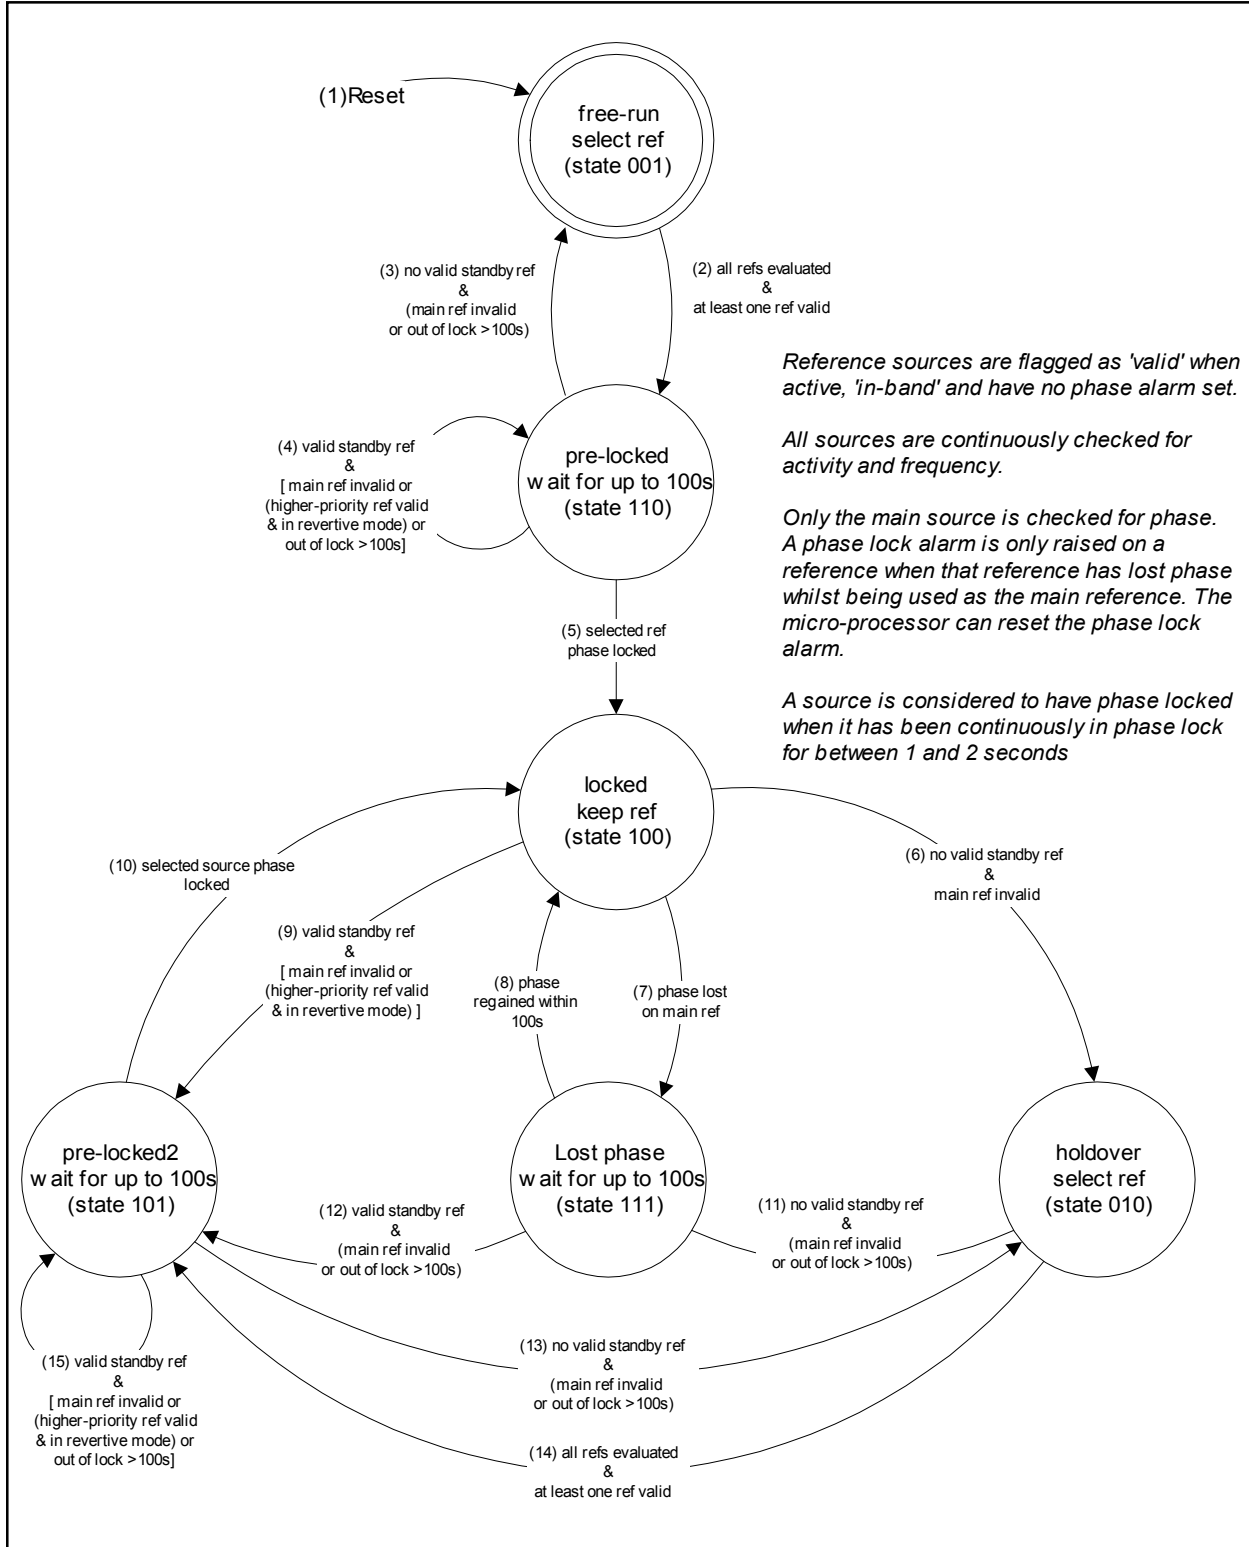 (1)Reset
free-run
select ref
(state 001)
(3) no valid standby ref
&
(main ref invalid
or out of lock >100s)
(2) all refs evaluated
&
at least one ref valid
Reference sources are flagged as 'valid' when
active, 'in-band' and have no phase alarm set.
All sources are continuously checked for
activity and frequency.
Only the main source is checked for phase.
A phase lock alarm is only raised on a
reference when that reference has lost phase
whilst being used as the main reference. The
micro-processor can reset the phase lock
alarm.
A source is considered to have phase locked
when it has been continuously in phase lock
for between 1 and 2 seconds
(4) valid standby ref
&
[ main ref invalid or
(higher-priority ref valid
& in revertive mode) or
out of lock >100s]
pre-locked
wait for up to 100s
(state 110)
(5) selected ref
phase locked
locked
keep ref
(state 100)
(10) selected source phase
locked
(6) no valid standby ref
&
main ref invalid
(9) valid standby ref
&
[ main ref invalid or
(higher-priority ref valid
& in revertive mode) ]
(8) phase
regained within
100s
(7) phase lost
on main ref
pre-locked2
wait for up to 100s
(state 101)
Lost phase
wait for up to 100s
(state 111)
holdover
select ref
(state 010)
(12) valid standby ref
&
(main ref invalid
or out of lock >100s)
(11) no valid standby ref
&
(main ref invalid
or out of lock >100s)
(13) no valid standby ref
&
(main ref invalid
or out of lock >100s)
(15) valid standby ref
&
[ main ref invalid or
(higher-priority ref valid
& in revertive mode) or
out of lock >100s]
(14) all refs evaluated
&
at least one ref valid